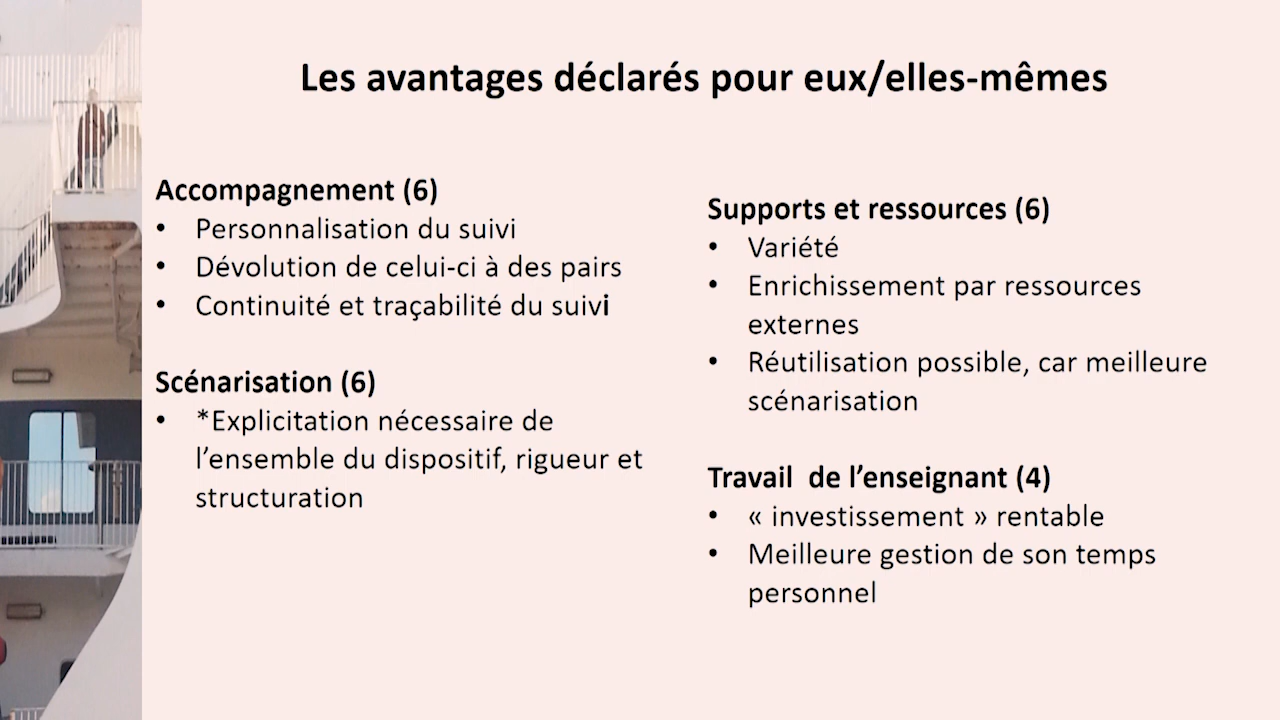 Les avantages déclarés pour eux/elles-mêmes
Accompagnement (6)
• Personnalisation du suivi
• Dévolution de celui-ci à des pairs
• Continuité et traçabilité du suivi
Scénarisation (6)
• *Explicitation nécessaire de
l’ensemble du dispositif, rigueur et
structuration
Supports et ressources (6)
• Variété
• Enrichissement par ressources
externes
• Réutilisation possible, car meilleure
scénarisation
Travail  de l’enseignant (4)
• « investissement » rentable
• Meilleure gestion de son temps
personnel